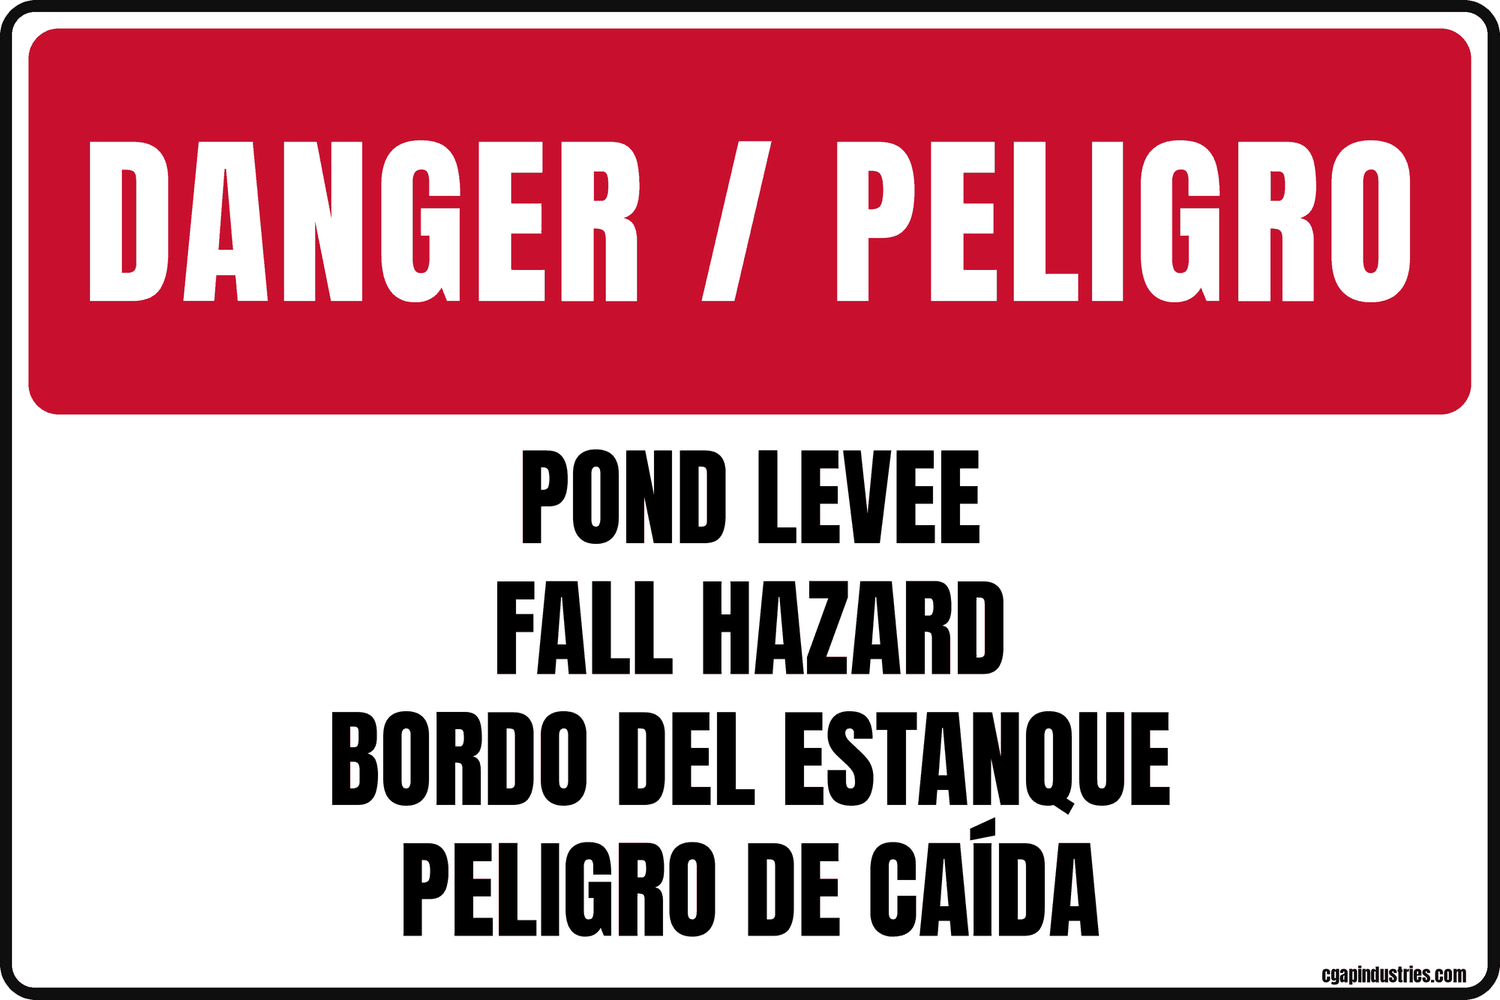 DANGER / PELIGRO
POND LEVEE
FALL HAZARD
BORDO DEL ESTANQUE
PELIGRO DE CAÍDA
cgapindustries.com